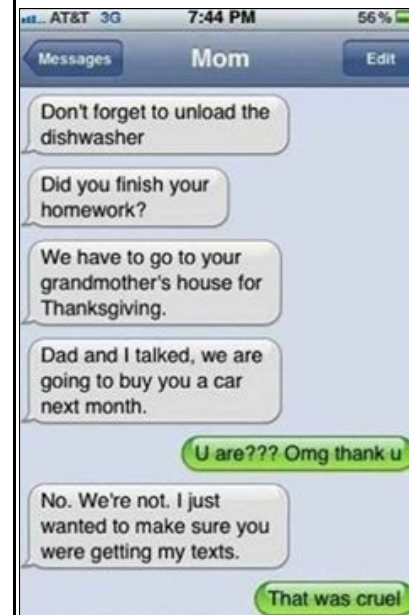 AT&T 3G 7:44 PM 56%
Messages Mom Edit
Don't forget to unload the
dishwasher
Did you finish your
homework?
We have to go to your
grandmother's house for
Thanksgiving.
Dad and I talked, we are
going to buy you a car
next month.
U are??? Omg thank u
No. We're not. I just
wanted to make sure you
were getting my texts.
That was cruel